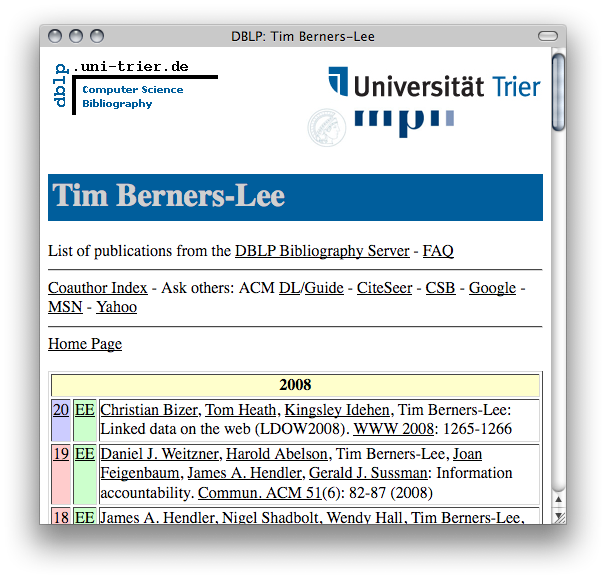 DBLP: Tim Berners-Lee
dblp .uni-trier.de
Computer Science
Bibliography
Universität Trier
Tim Berners-Lee
List of publications from the DBLP Bibliography Server - FAQ
Coauthor Index - Ask others: ACM DL/Guide - CiteSeer - CSB - Google -
MSN - Yahoo
Home Page
2008
20 EE Christian Bizer, Tom Heath, Kingsley Idehen, Tim Berners-Lee:
Linked data on the web (LDOW2008). WWW 2008: 1265-1266
19 EE Daniel J. Weitzner, Harold Abelson, Tim Berners-Lee, Joan
Feigenbaum, James A. Hendler, Gerald J. Sussman: Information
accountability. Commun. ACM 51(6): 82-87 (2008)
18 EE James A. Hendler, Nigel Shadbolt, Wendy Hall, Tim Berners-Lee,